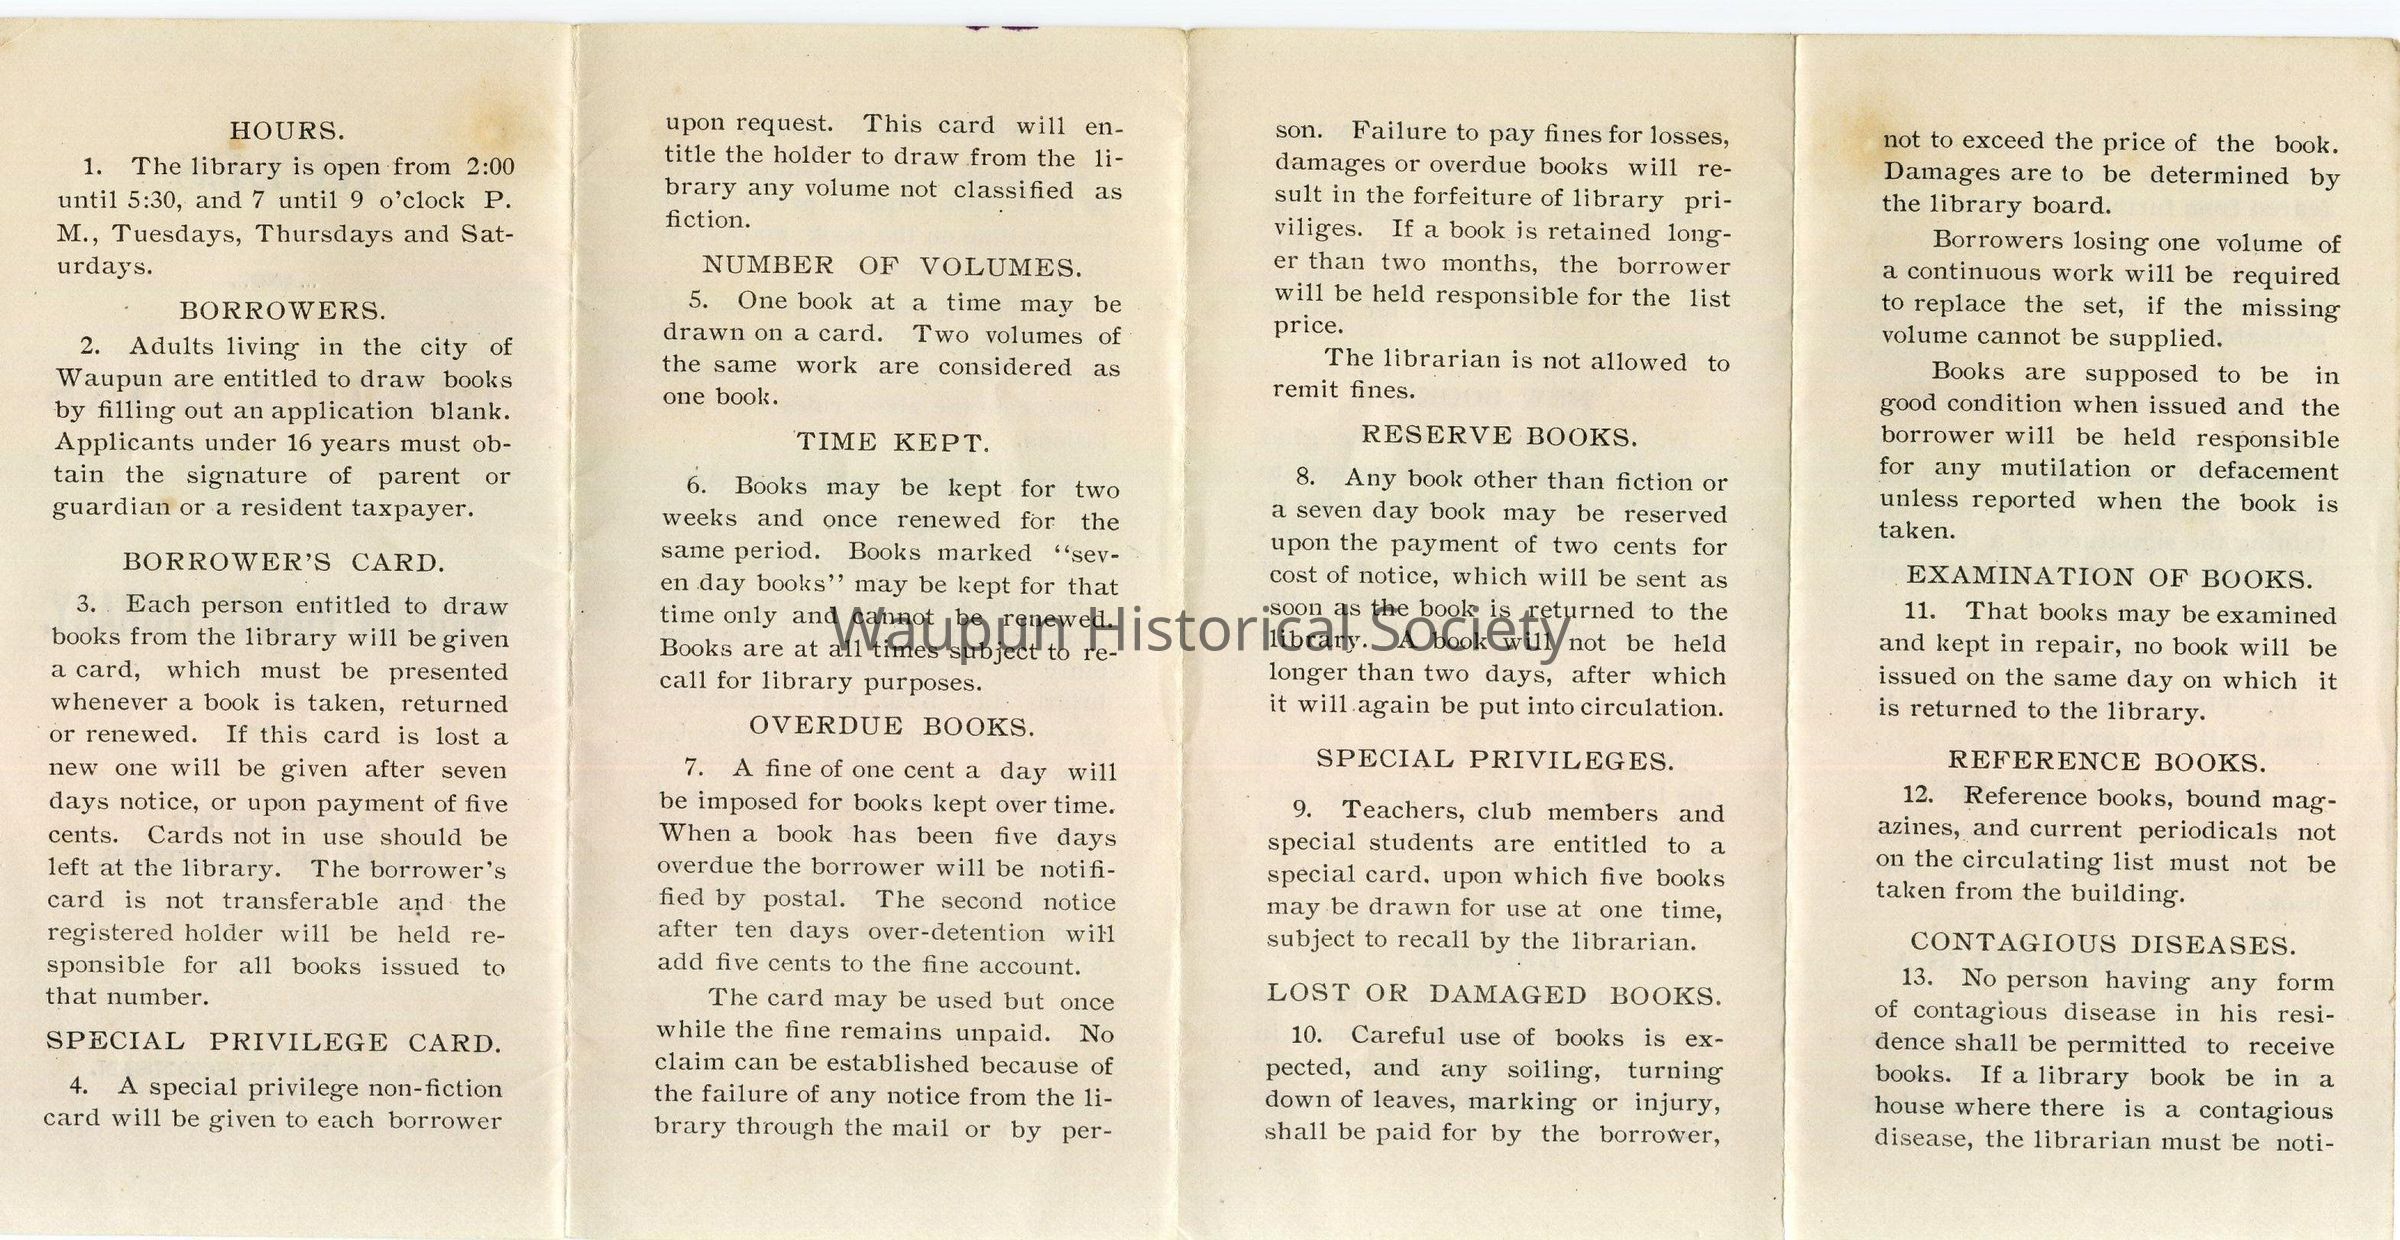 HOURS.
1. The library is open from 2:00
until 5:30, and 7 until 9 o'clock P.
M., Tuesdays, Thursdays and Sat-
urdays.
BORROWERS.
2. Adults living in the city of
Waupun are entitled to draw books
by filling out an application blank.
Applicants under 16 years must ob-
tain the signature of parent or
guardian or a resident taxpayer.
BORROWER'S CARD.
3. Each person entitled to draw
books from the library will be given
a card, which must be presented
whenever a book is taken, returned
or renewed. If this card is lost a
new one will be given after seven
days notice, or upon payment of five
cents. Cards not in use should be
left at the library. The borrower's
card is not transferable and the
registered holder will be held re-
sponsible for all books issued to
that number.
SPECIAL PRIVILEGE CARD.
4. A special privilege non-fiction
card will be given to each borrower
upon request. This card will en-
title the holder to draw from the li-
brary any volume not classified as
fiction.
NUMBER OF VOLUMES.
5. One book at a time may be
drawn on a card. Two volumes of
the same work are considered as
one book.
TIME KEPT.
6. Books may be kept for two
weeks and once renewed for the
same period. Books marked "sev-
en day books" may be kept for that
time only and cannot be renewed.
Books are at all times subject to re-
call for library purposes.
OVERDUE BOOKS.
7. A fine of one cent a day will
be imposed for books kept over time.
When a book has been five days
overdue the borrower will be notifi-
fied by postal. The second notice
after ten days over-detention will
add five cents to the fine account.
The card may be used but once
while the fine remains unpaid. No
claim can be established because of
the failure of any notice from the li-
brary through the mail or by per-
son. Failure to pay fines for losses,
damages or overdue books will re-
sult in the forfeiture of library pri-
viliges. If a book is retained long-
er than two months, the borrower
will be held responsible for the list
price.
The librarian is not allowed to
remit fines.
RESERVE BOOKS.
8. Any book other than fiction or
a seven day book may be reserved
upon the payment of two cents for
cost of notice, which will be sent as
soon as the book is returned to the
library. A book will not be held
longer than two days, after which
it will again be put into circulation.
SPECIAL PRIVILEGES.
9. Teachers, club members and
special students are entitled to a
special card, upon which five books
may be drawn for use at one time,
subject to recall by the librarian.
LOST OR DAMAGED BOOKS.
10. Careful use of books is ex-
pected, and any soiling, turning
down of leaves, marking or injury,
shall be paid for by the borrower,
not to exceed the price of the book.
Damages are to be determined by
the library board.
Borrowers losing one volume of
a continuous work will be required
to replace the set, if the missing
volume cannot be supplied.
Books are supposed to be in
good condition when issued and the
borrower will be held responsible
for any mutilation or defacement
unless reported when the book is
taken.
EXAMINATION OF BOOKS.
11. That books may be examined
and kept in repair, no book will be
issued on the same day on which it
is returned to the library.
REFERENCE BOOKS.
12. Reference books, bound mag-
azines, and current periodicals not
on the circulating list must not be
taken from the building.
CONTAGIOUS DISEASES.
13. No person having any form
of contagious disease in his resi-
dence shall be permitted to receive
books. If a library book be in a
house where there is a contagious
disease, the librarian must be noti-
Waupun Historical Society